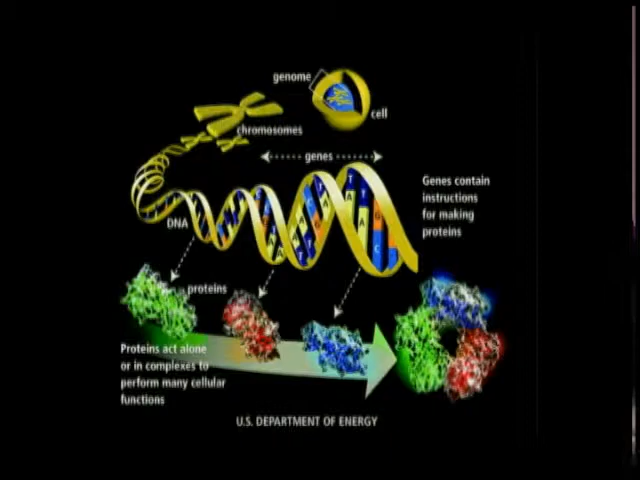 genome
cell
chromosomes
genes
Genes contain
instructions
for making
proteins
DNA
proteins
Proteins act alone
or in complexes to
perform many cellular
functions
U.S. DEPARTMENT OF ENERGY